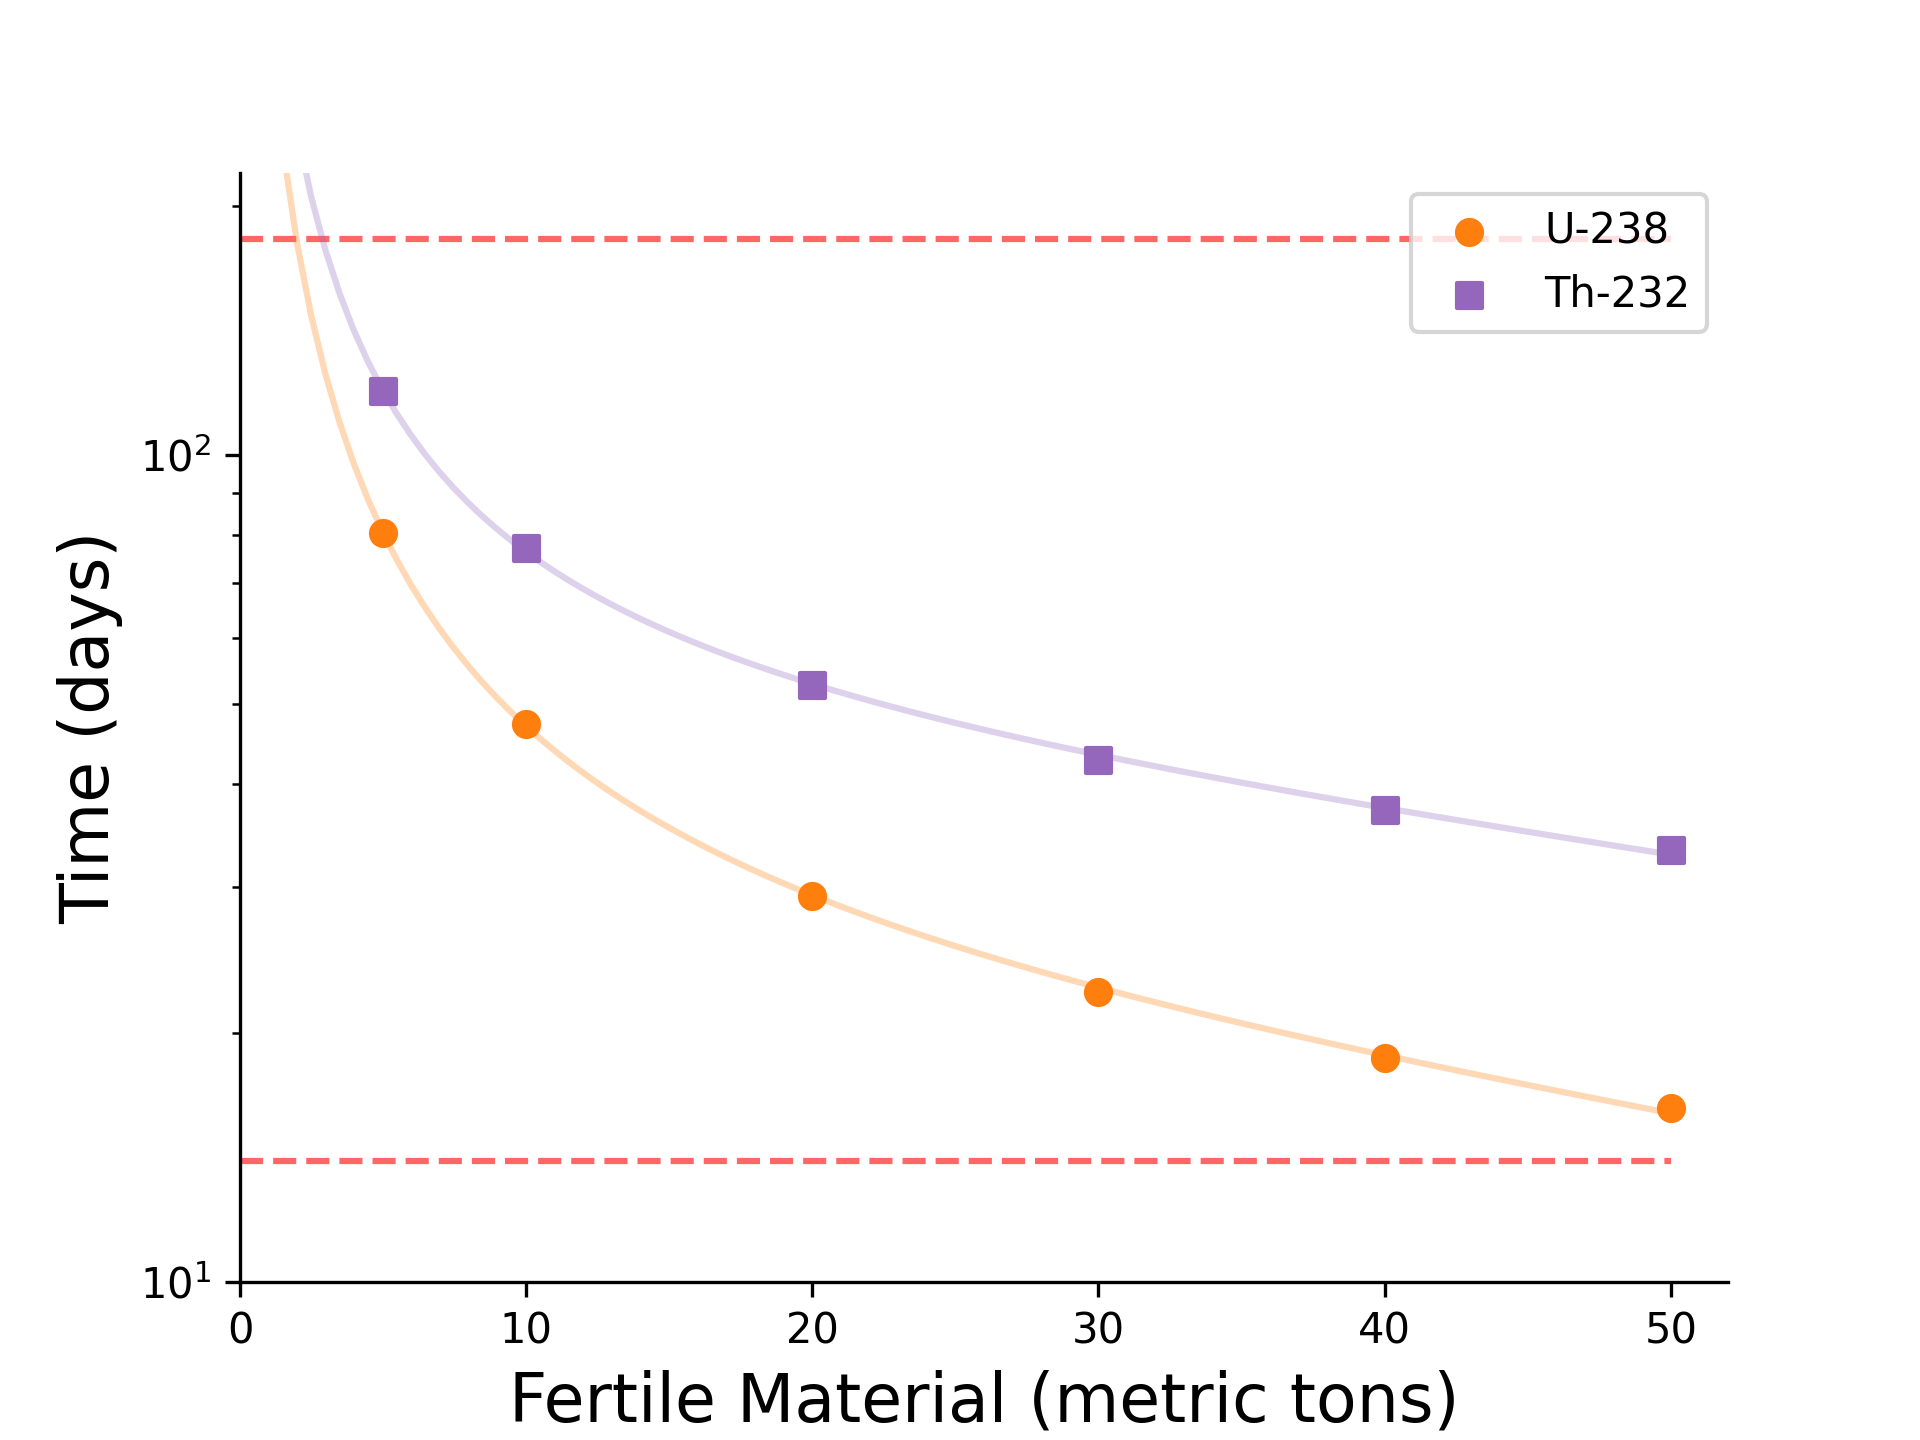 U-238
Th-232
10²
10¹
Time (days)
0 10 20 30 40 50
Fertile Material (metric tons)